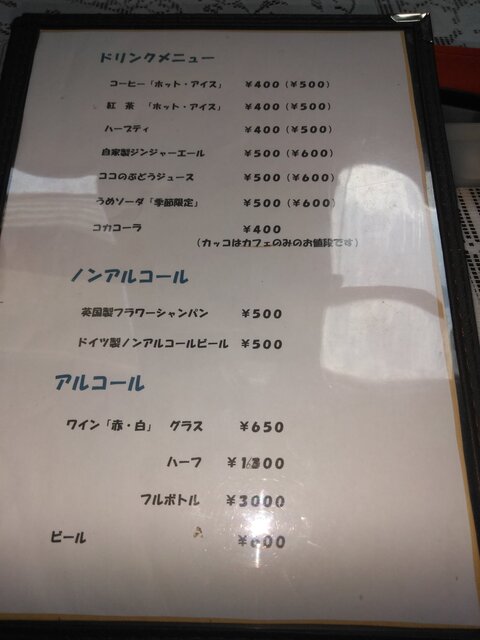 ドリンクメニュー
コーヒー「ホット・アイス」 ¥400(¥500)
紅 茶 「ホット・アイス」 ¥400(¥500)
ハーブティ ¥400(¥500)
自家製ジンジャーエール ¥500(¥600)
ココのぶどうジュース ¥500(¥600)
うめソーダ「季節限定」 ¥500(¥600)
コカコーラ ¥400
(カッコはカフェのみのお値段です)
ノンアルコール
英国製フラワーシャンパン ¥500
ドイツ製ノンアルコールビール ¥500
アルコール
ワイン「赤・白」 グラス ¥650
ハーフ
フルボトル ¥3000
ビール ¥600